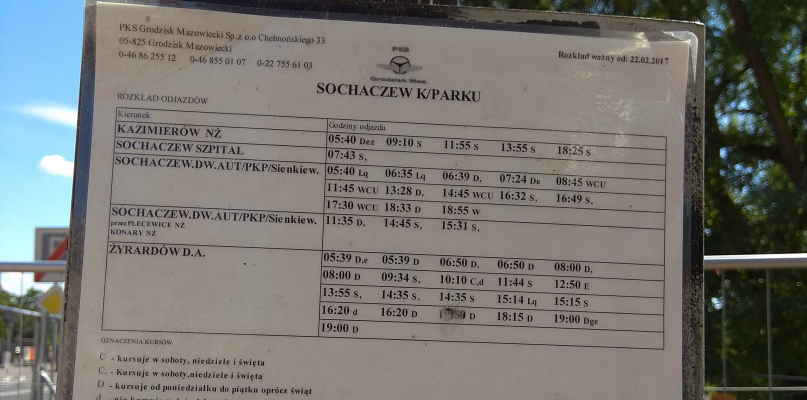 PKS Grodzisk Mazowiecki Sp.z o.o Chełmońskiego 33
05-825 Grodzisk Mazowiecki
0-46 86 255 12 0-46 855 01 07 0-22 755 61 03
PKS
Grodzisk Maz.
Rozkład ważny od: 22.02.2017
SOCHACZEW K/PARKU
ROZKŁAD ODJAZDÓW
Kierunek Godziny odjazdu
KAZIMIERÓW NŻ 05:40 Dez 09:10 S 11:55 S 13:55 S 18:25 S
SOCHACZEW SZPITAL 07:43 S,
SOCHACZEW.DW.AUT/PKP/Sienkiew. 05:40 Lq 06:35 Lq 06:39 D, 07:24 De 08:45 WCU
11:45 WCU 13:28 D, 14:45 WCU 16:32 S, 16:49 S,
17:30 WCU 18:33 D 18:55 W
SOCHACZEW.DW.AUT/PKP/Sienkiew. 11:35 D, 14:45 S, 15:31 S,
przez PLECEWICE NŻ
KONARY NŻ
ŻYRARDÓW D.A. 05:39 D,e 05:39 D 06:50 D, 06:50 D 08:00 D,
08:00 D 09:34 S, 10:10 C,d 11:44 S 12:50 E
13:55 S, 14:35 S, 14:35 S 15:14 Lq 15:15 S
16:20 d 16:20 D D 18:15 D 19:00 Dge
19:00 D
OZNACZENIA KURSÓW
C - kursuje w soboty, niedziele i święta
C, - Kursuje w soboty,niedziele i święta
D - kursuje od poniedziałku do piątku oprócz świąt
d